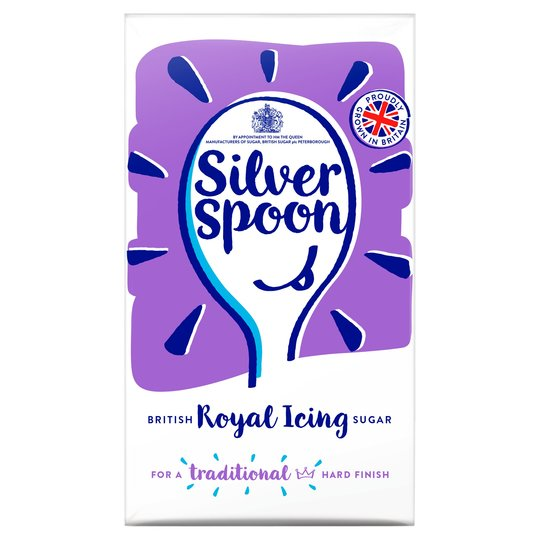 BY APPOINTMENT TO HM THE QUEEN
MANUFACTURERS OF SUGAR, BRITISH SUGAR plc PETERBOROUGH
Silver
Spoon
PROUDLY
GROWN IN BRITAIN
BRITISH Royal Icing SUGAR
FOR A traditional HARD FINISH